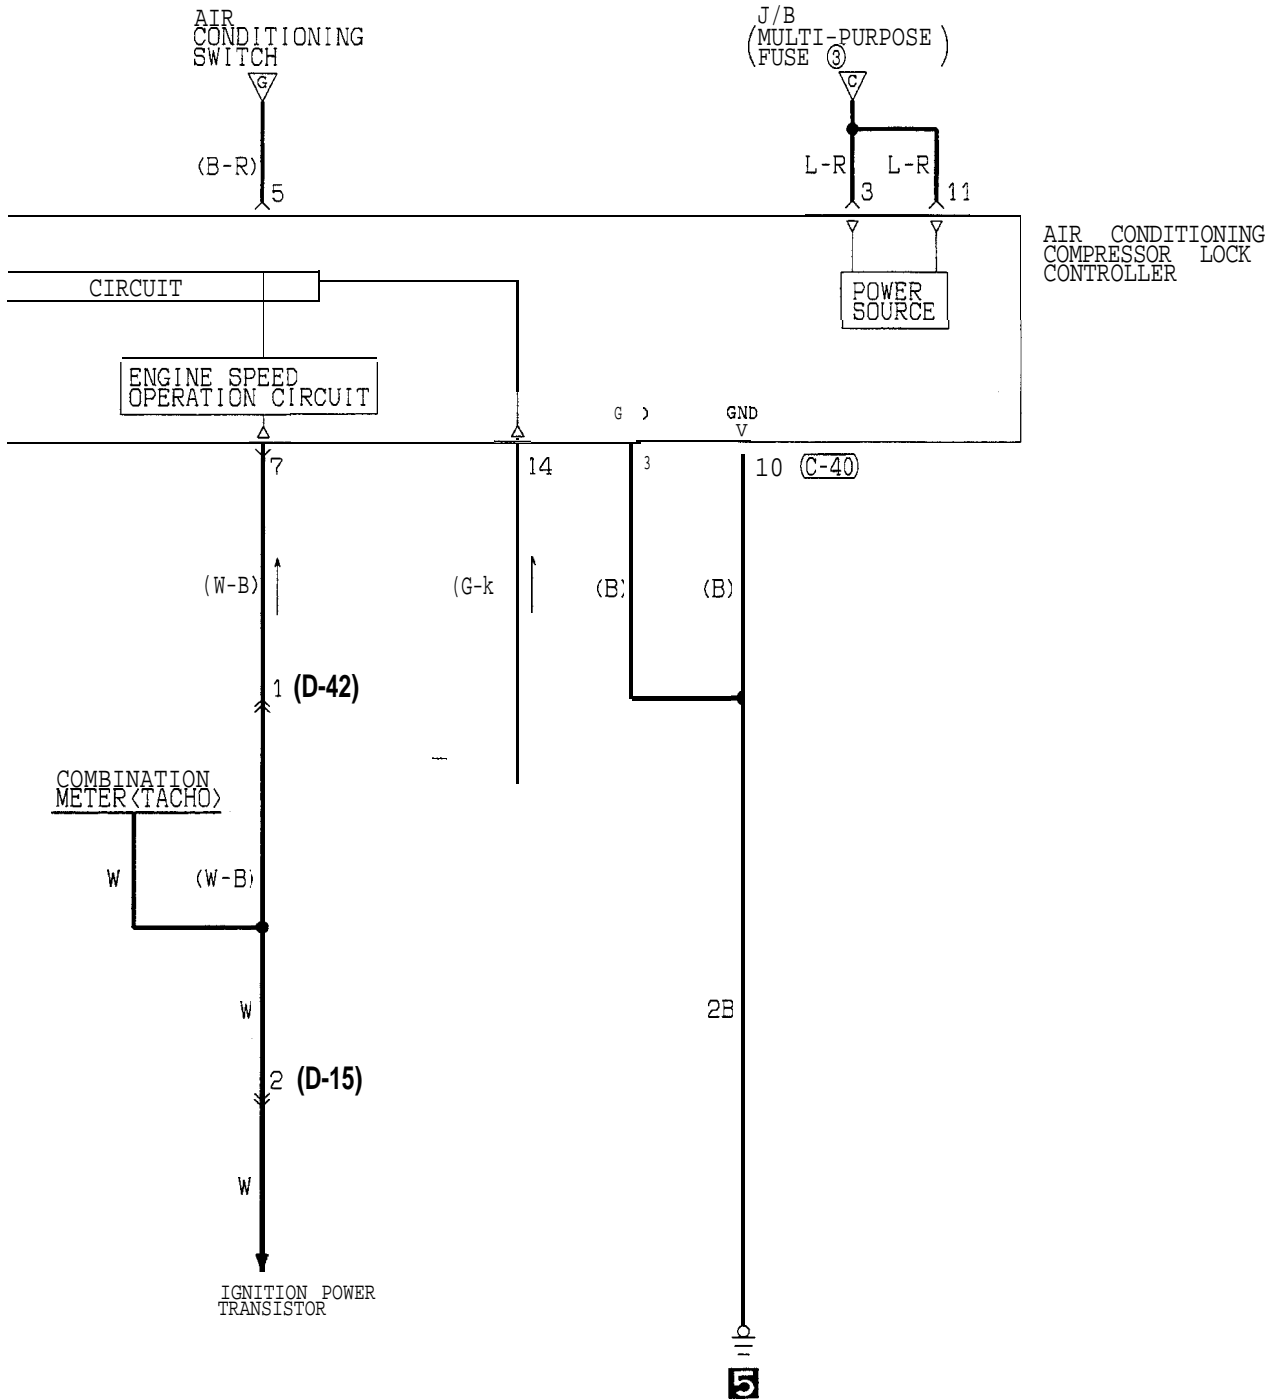 AIR
CONDITIONING
SWITCH
J/B
(MULTI-PURPOSE
FUSE ③)
G
C
(B-R)
L-R
L-R
5
3
11
AIR CONDITIONING
COMPRESSOR LOCK
CONTROLLER
CIRCUIT
POWER
SOURCE
ENGINE SPEED
OPERATION CIRCUIT
G
GND
7
14
3
10
(C-40)
(W-B)
(G-k
(B)
(B)
1 (D-42)
COMBINATION
METER<TACHO>
W
(W-B)
W
2B
2 (D-15)
W
IGNITION POWER
TRANSISTOR
5